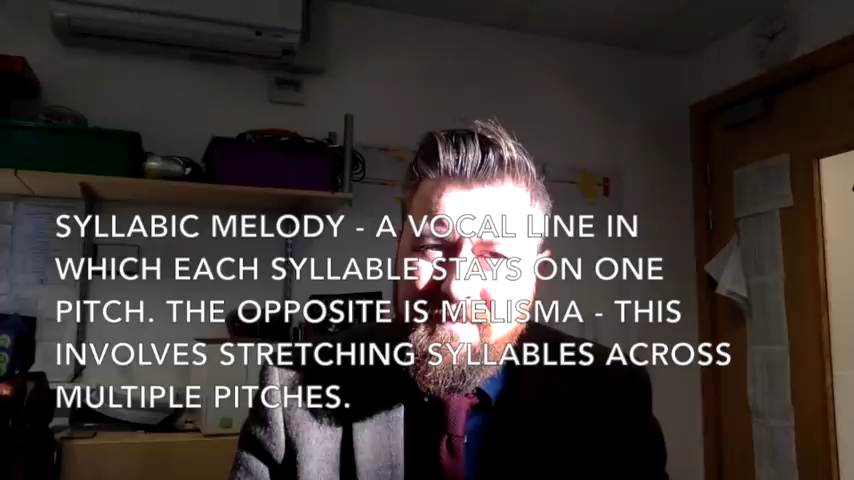 SYLLABIC MELODY - A VOCAL LINE IN
WHICH EACH SYLLABLE STAYS ON ONE
PITCH. THE OPPOSITE IS MELISMA - THIS
INVOLVES STRETCHING SYLLABLES ACROSS
MULTIPLE PITCHES.